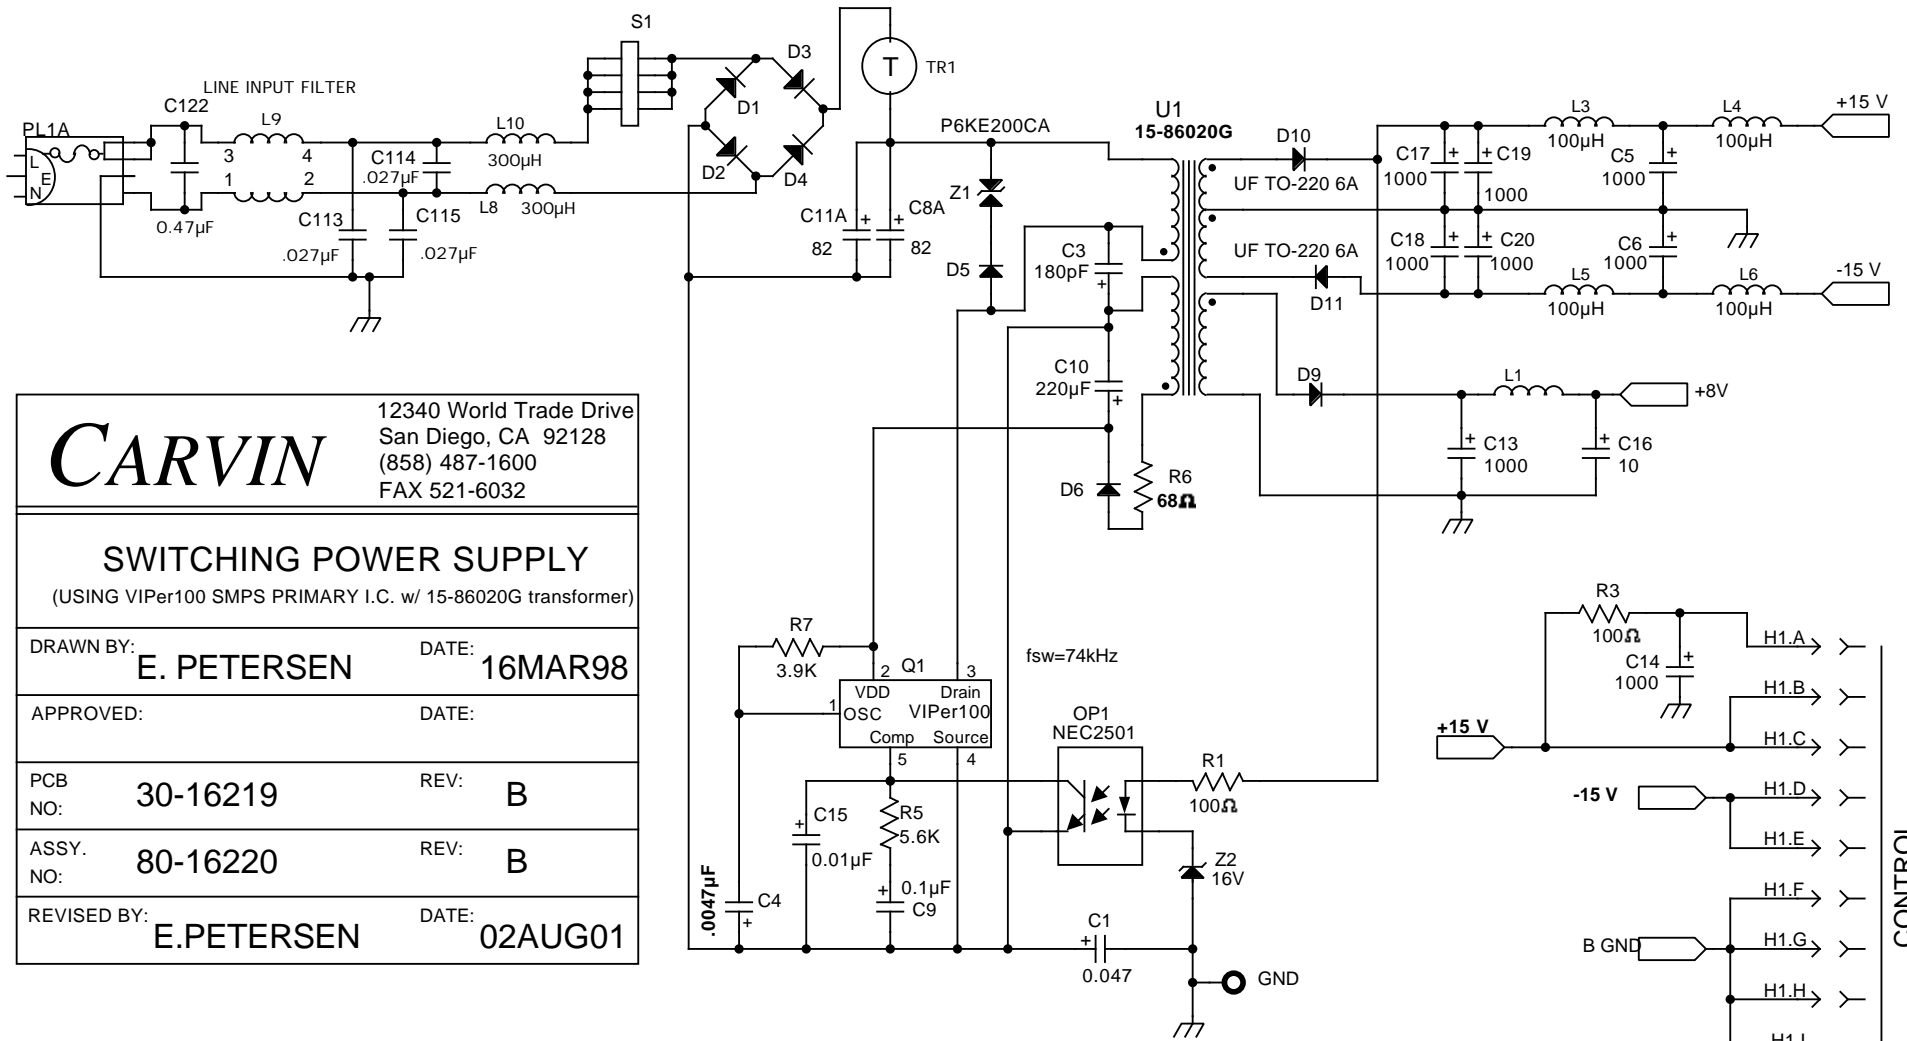 S1
D3
T
TR1
LINE INPUT FILTER
C122
L9
PL1A
L
E
N
3
4
1
2
L10
300µH
C114
.027µF
0.47µF
C113
.027µF
C115
.027µF
L8
300µH
D1
D2
D4
P6KE200CA
C11A
+
82
C8A
+
82
Z1
D5
U1
15-86020G
D10
UF TO-220 6A
UF TO-220 6A
D11
C3
180pF
+
C10
220µF
+
D6
R6
68Ω
C17
1000
+
C19
1000
+
C18
1000
+
C20
1000
+
L3
100µH
L4
100µH
+15 V
C5
1000
+
C6
1000
+
L5
100µH
L6
100µH
-15 V
D9
L1
+8V
C13
1000
+
C16
10
+
CARVIN
12340 World Trade Drive
San Diego, CA 92128
(858) 487-1600
FAX 521-6032
SWITCHING POWER SUPPLY
(USING VIPer100 SMPS PRIMARY I.C. w/ 15-86020G transformer)
DRAWN BY: E. PETERSEN DATE: 16MAR98
APPROVED: DATE:
PCB NO: 30-16219 REV: B
ASSY. NO: 80-16220 REV: B
REVISED BY: E.PETERSEN DATE: 02AUG01
R7
3.9K
2
Q1
3
VDD Drain
1
OSC VIPer100
Comp Source
5
4
fsw=74kHz
OP1
NEC2501
R1
100Ω
C15
+
0.01µF
R5
5.6K
+
0.1µF
C9
.0047µF
C4
+
Z2
16V
C1
+
0.047
GND
R3
100Ω
C14
1000
+
+15 V
-15 V
B GND
H1.A
H1.B
H1.C
H1.D
H1.E
H1.F
H1.G
H1.H
CONTROL